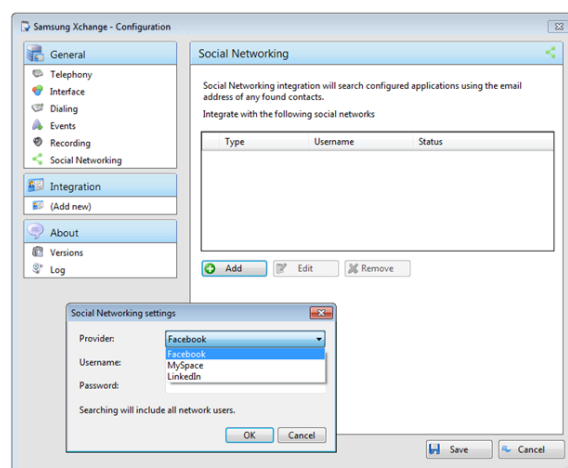 Samsung Xchange - Configuration
General
Telephony
Interface
Dialing
Events
Recording
Social Networking
Integration
(Add new)
About
Versions
Log
Social Networking
Social Networking integration will search configured applications using the email
address of any found contacts.
Integrate with the following social networks
Type Username Status
Add Edit Remove
Social Networking settings
Provider: Facebook
Facebook
MySpace
LinkedIn
Username:
Password:
Searching will include all network users.
OK Cancel
Save Cancel